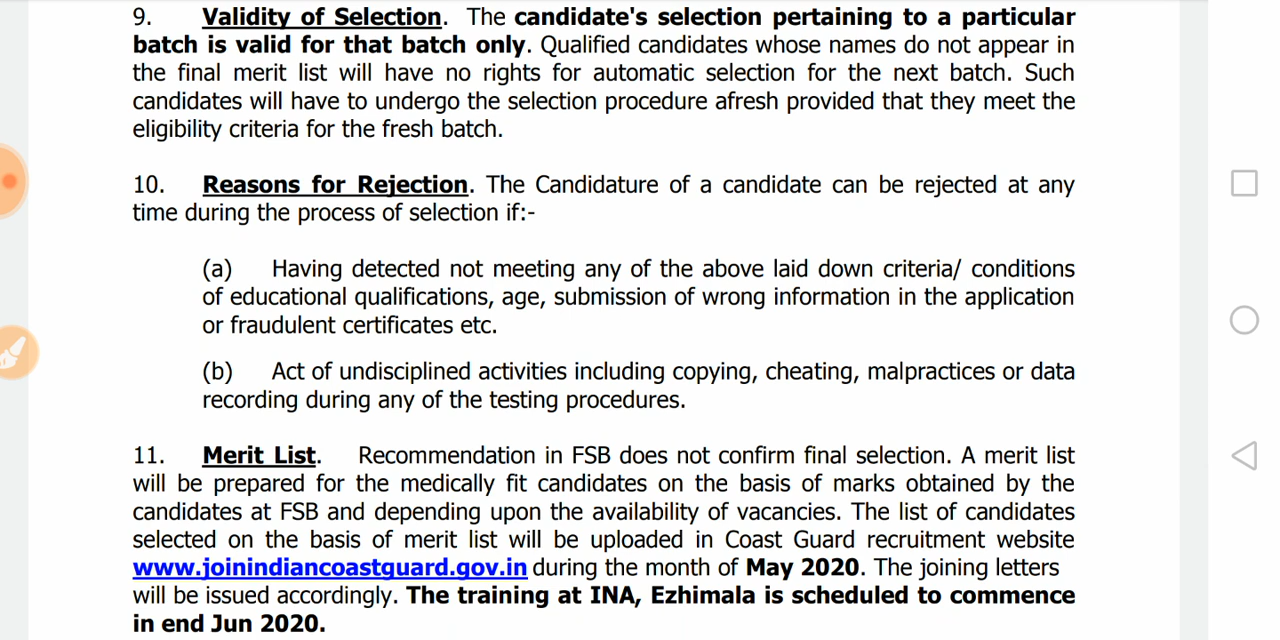 9. Validity of Selection. The candidate's selection pertaining to a particular
batch is valid for that batch only. Qualified candidates whose names do not appear in
the final merit list will have no rights for automatic selection for the next batch. Such
candidates will have to undergo the selection procedure afresh provided that they meet the
eligibility criteria for the fresh batch.
10. Reasons for Rejection. The Candidature of a candidate can be rejected at any
time during the process of selection if:-
(a) Having detected not meeting any of the above laid down criteria/ conditions
of educational qualifications, age, submission of wrong information in the application
or fraudulent certificates etc.
(b) Act of undisciplined activities including copying, cheating, malpractices or data
recording during any of the testing procedures.
11. Merit List. Recommendation in FSB does not confirm final selection. A merit list
will be prepared for the medically fit candidates on the basis of marks obtained by the
candidates at FSB and depending upon the availability of vacancies. The list of candidates
selected on the basis of merit list will be uploaded in Coast Guard recruitment website
www.joinindiancoastguard.gov.in during the month of May 2020. The joining letters
will be issued accordingly. The training at INA, Ezhimala is scheduled to commence
in end Jun 2020.